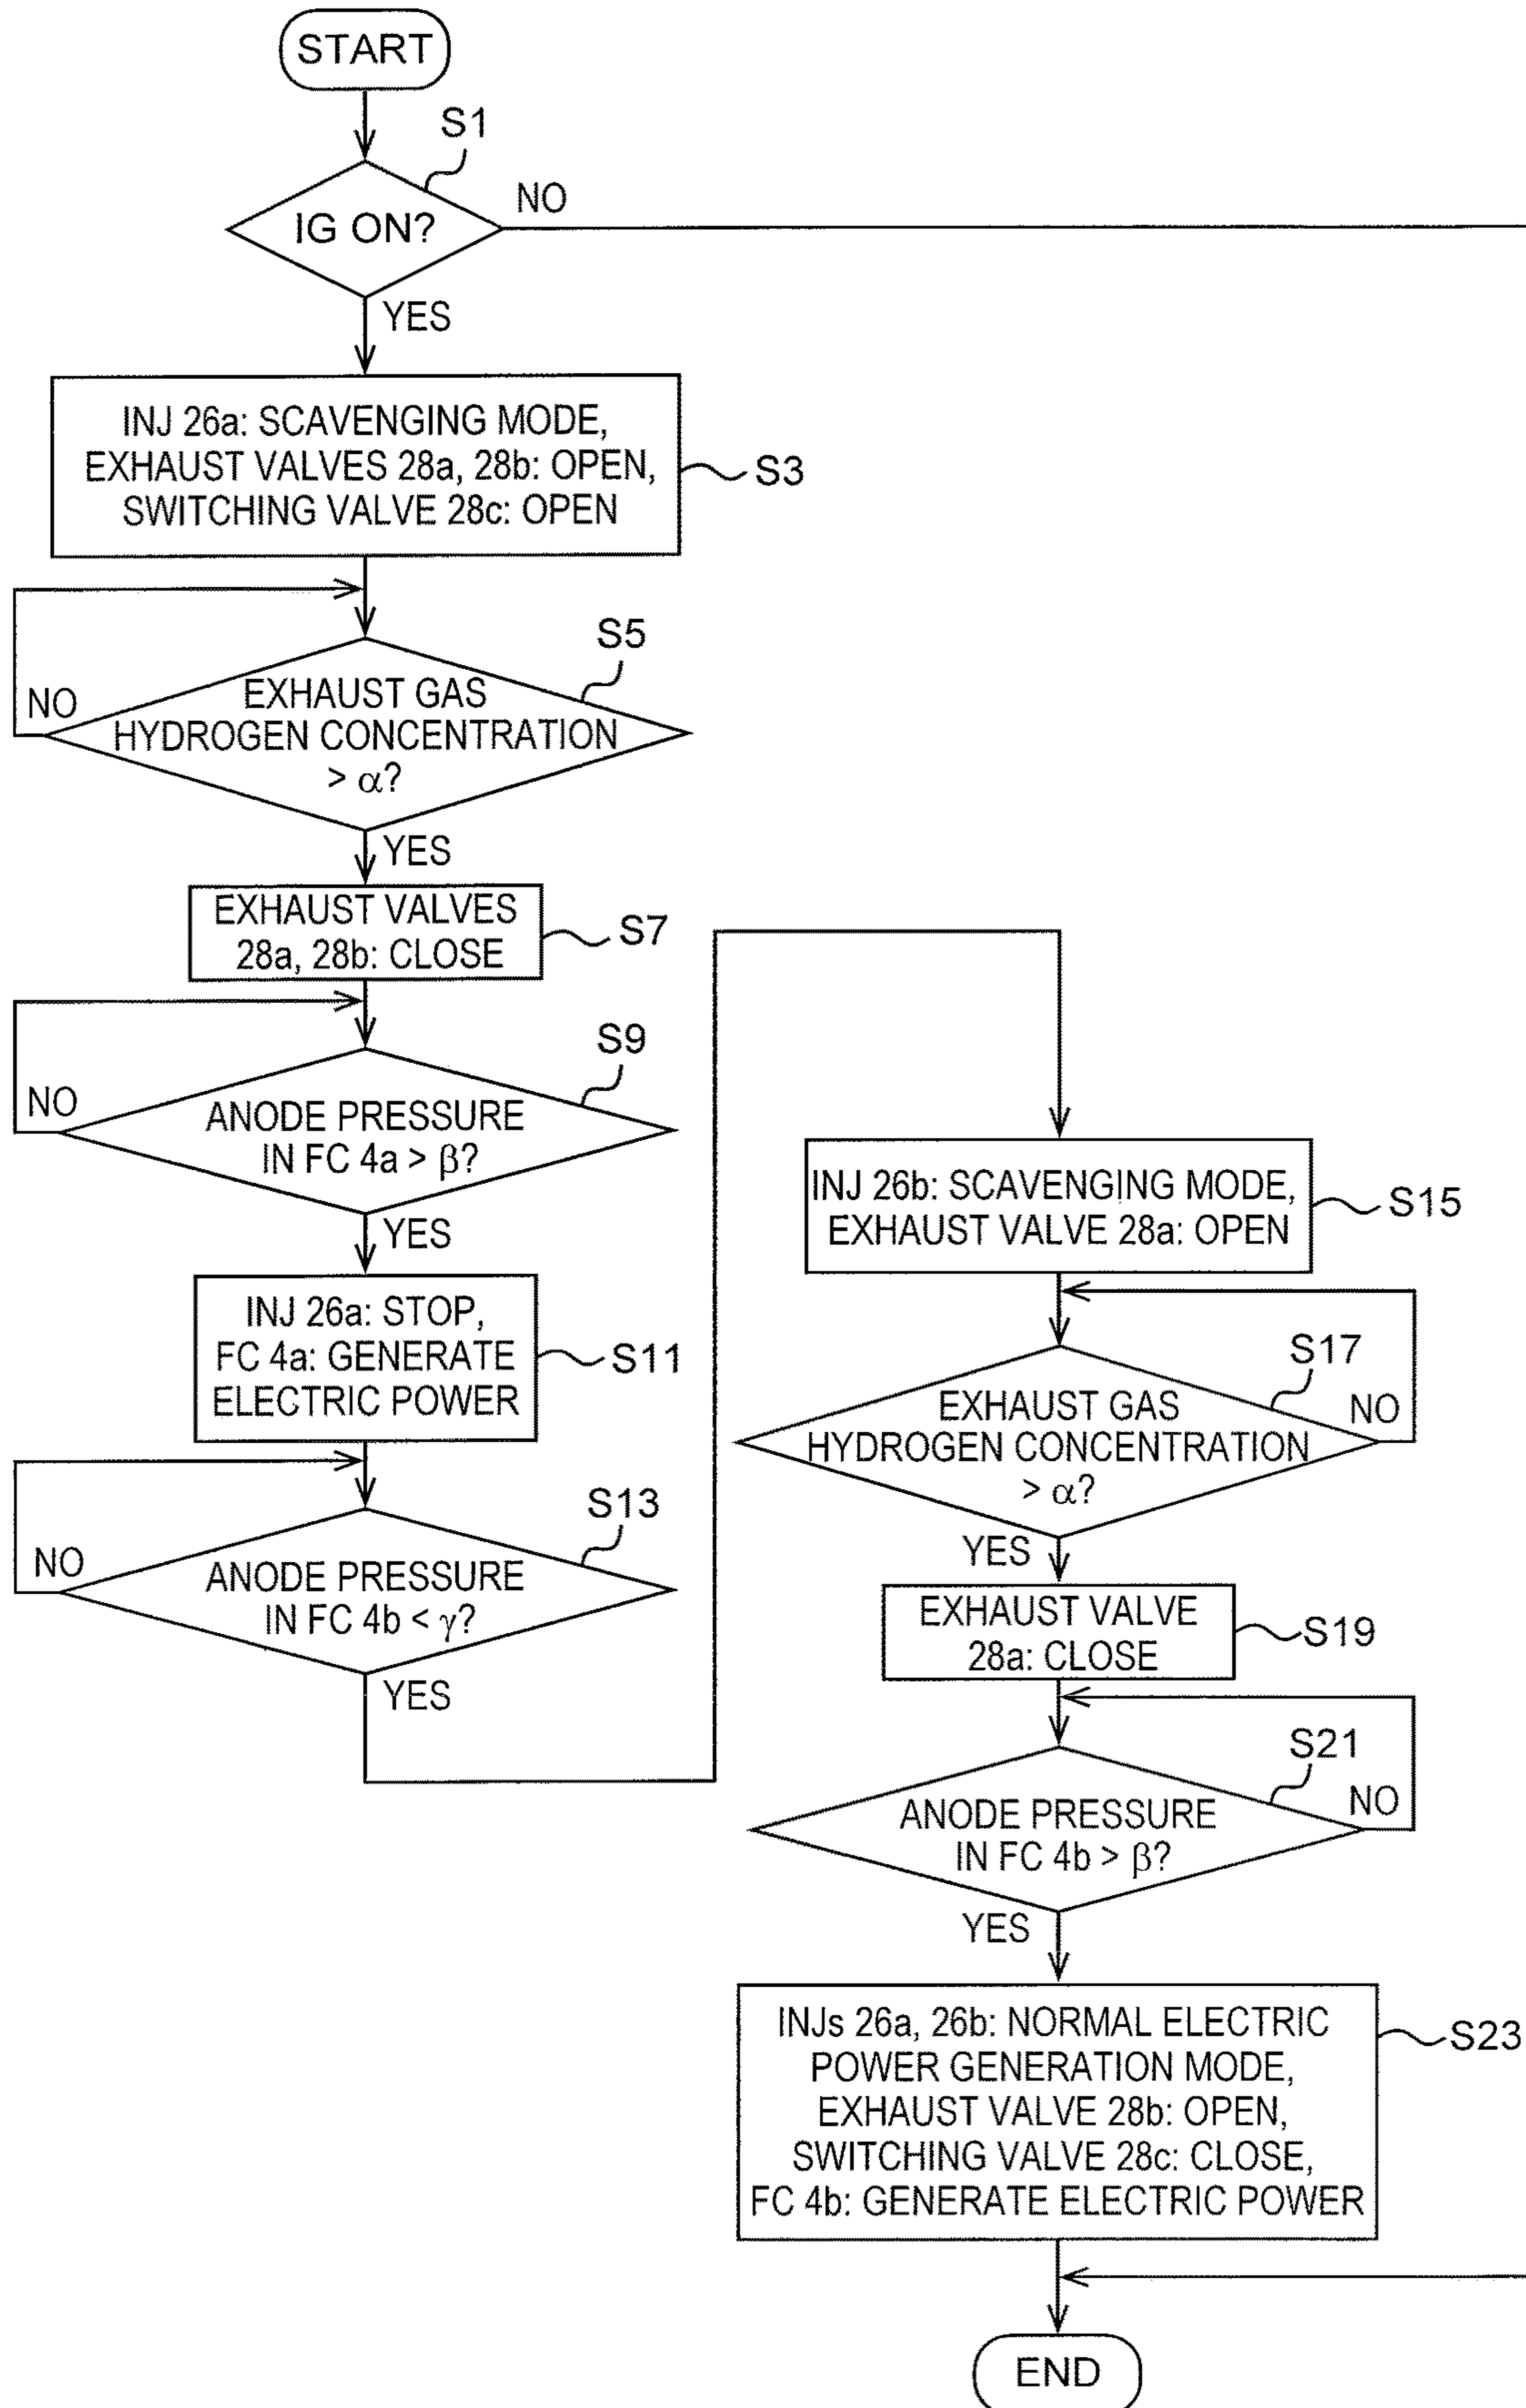 START
S1
IG ON?
NO
YES
INJ 26a: SCAVENGING MODE,
EXHAUST VALVES 28a, 28b: OPEN,
SWITCHING VALVE 28c: OPEN
S3
S5
EXHAUST GAS
HYDROGEN CONCENTRATION
> α?
NO
YES
EXHAUST VALVES
28a, 28b: CLOSE
S7
S9
ANODE PRESSURE
IN FC 4a > β?
NO
YES
INJ 26a: STOP,
FC 4a: GENERATE
ELECTRIC POWER
S11
S13
ANODE PRESSURE
IN FC 4b < γ?
NO
YES
INJ 26b: SCAVENGING MODE,
EXHAUST VALVE 28a: OPEN
S15
S17
EXHAUST GAS
HYDROGEN CONCENTRATION
> α?
NO
YES
EXHAUST VALVE
28a: CLOSE
S19
S21
ANODE PRESSURE
IN FC 4b > β?
NO
YES
INJs 26a, 26b: NORMAL ELECTRIC
POWER GENERATION MODE,
EXHAUST VALVE 28b: OPEN,
SWITCHING VALVE 28c: CLOSE,
FC 4b: GENERATE ELECTRIC POWER
S23
END